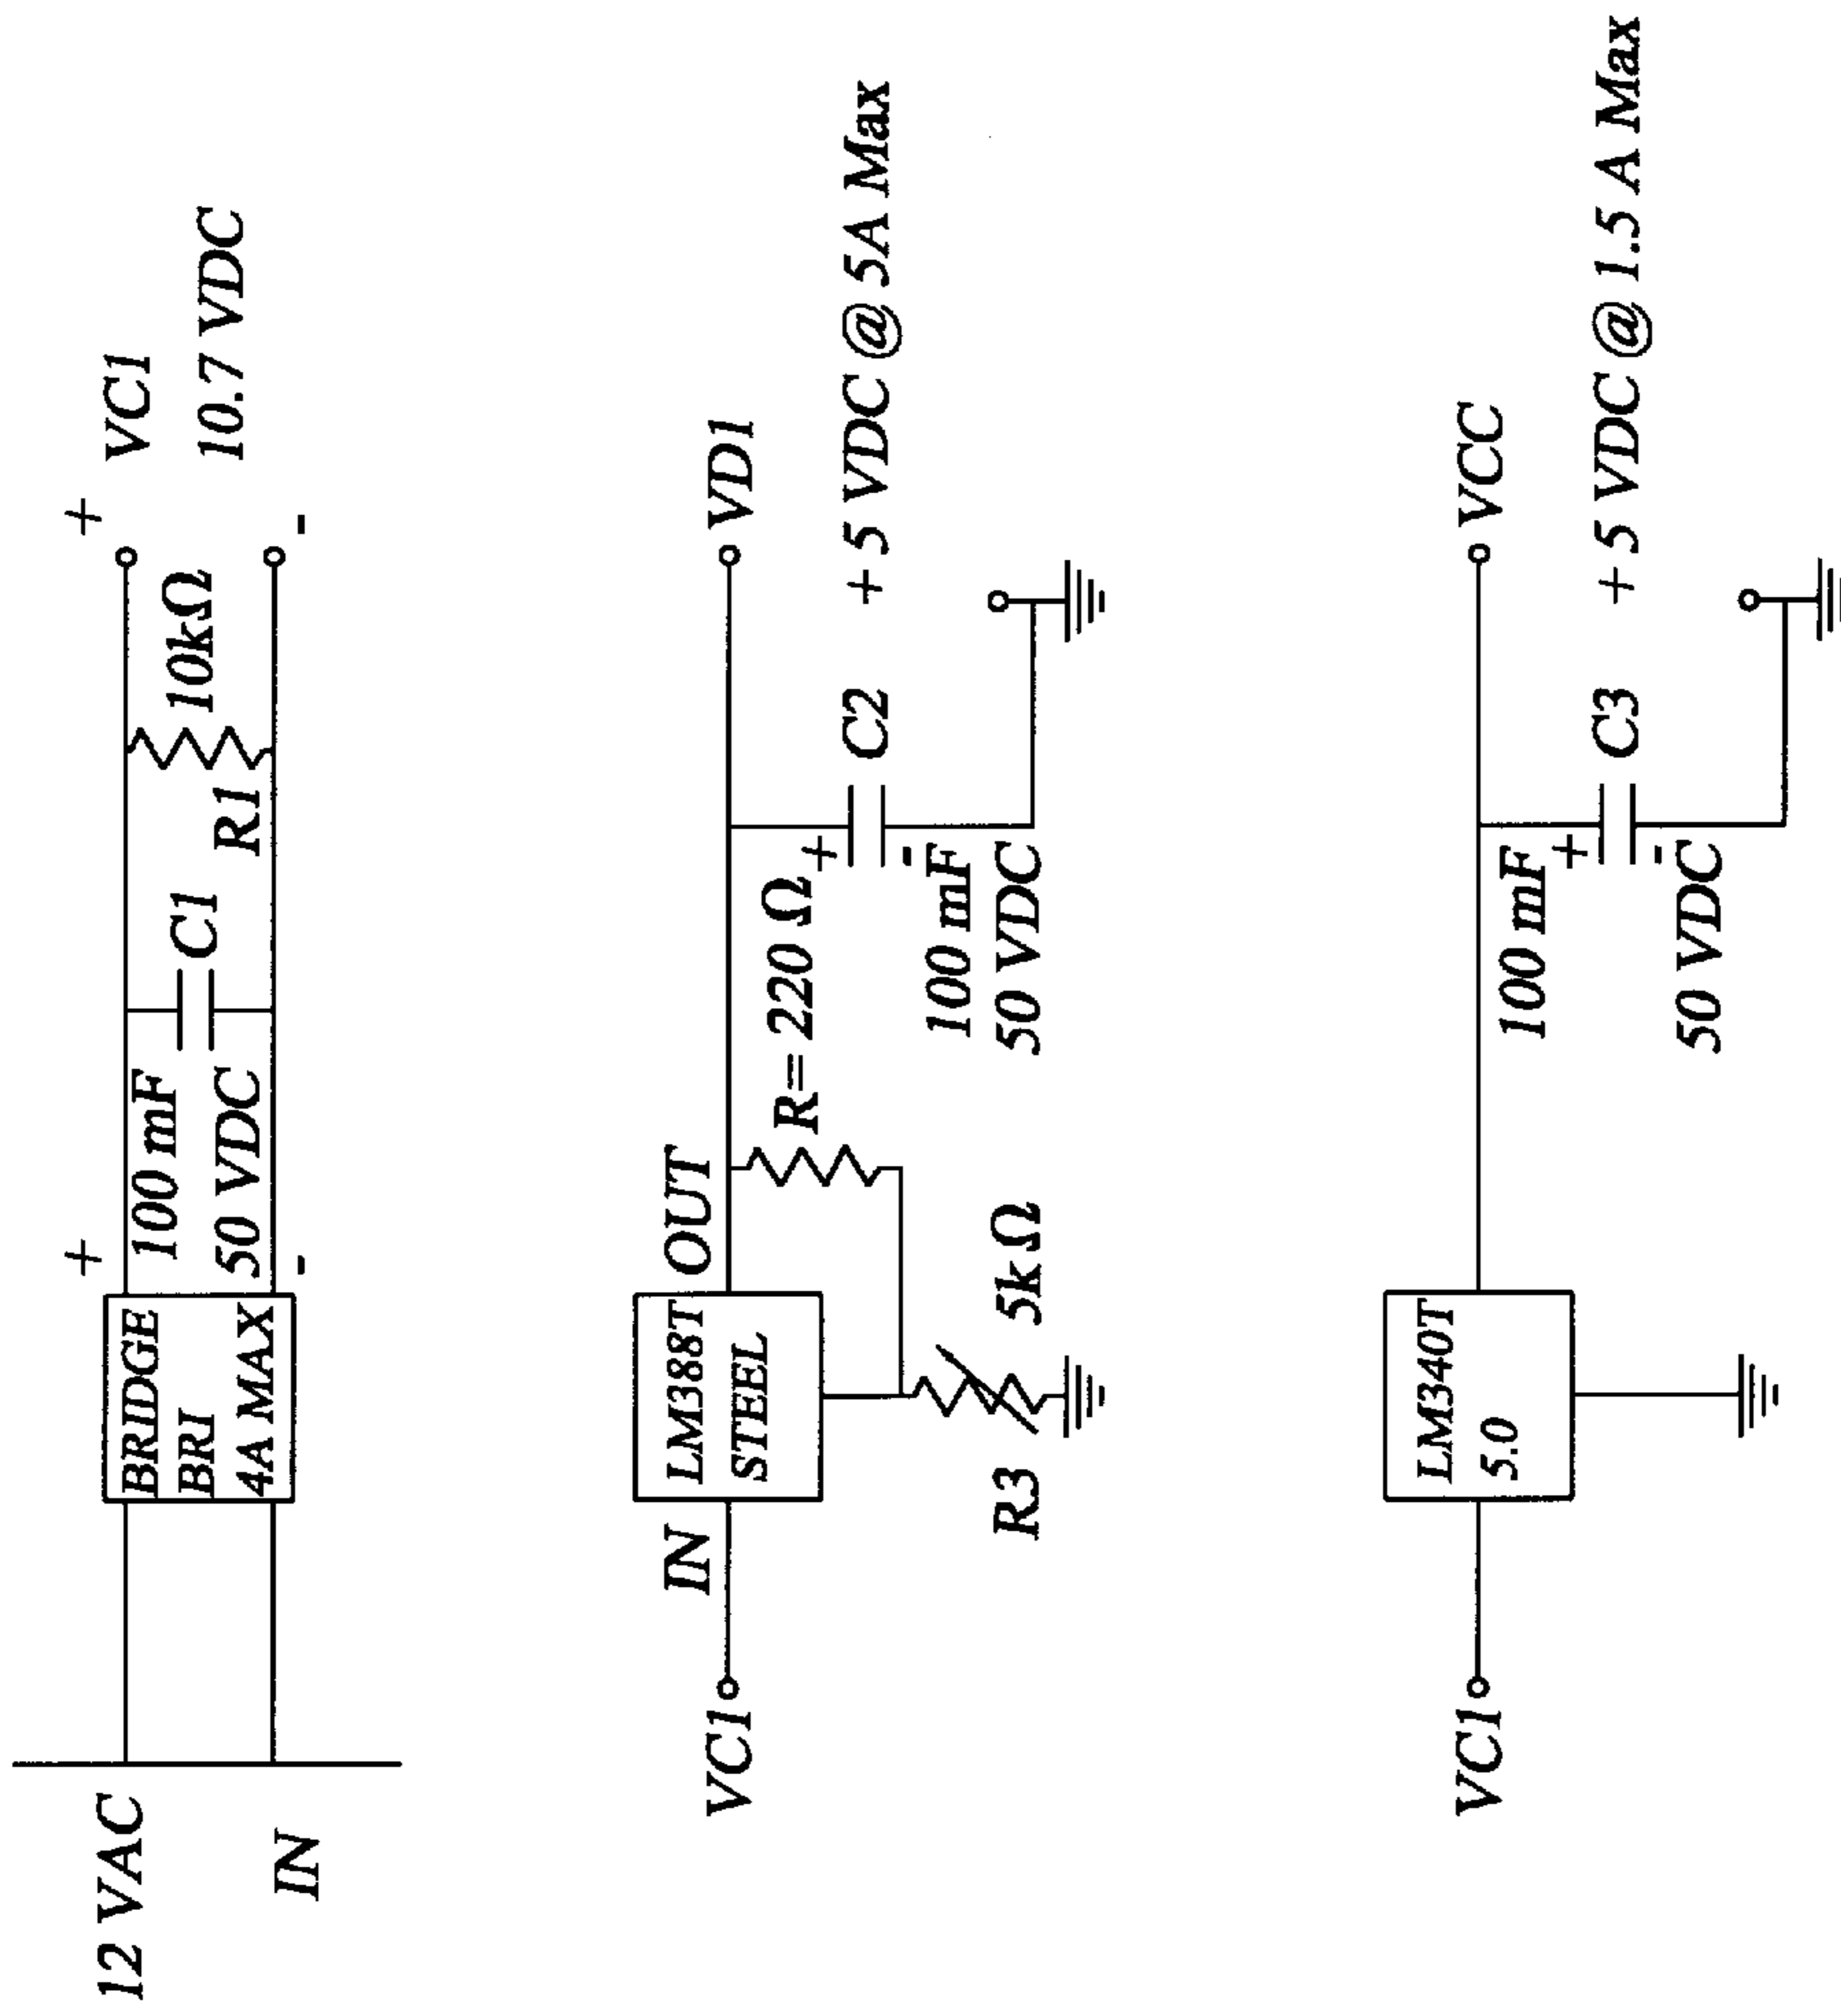 12 VAC
IN
BRIDGE
BRI
4A MAX
+
-
100 mF
50 VDC
C1
R1
10kΩ
+
-
VC1
10.7 VDC
VC1
IN
LM388T
STEEL
OUT
R3
5kΩ
R=220 Ω
+
-
100 mF
50 VDC
C2
VD1
+5 VDC @ 5A Max
VC1
LM340T
5.0
100 mF
+
-
50 VDC
C3
VCC
+5 VDC @ 1.5 A Max